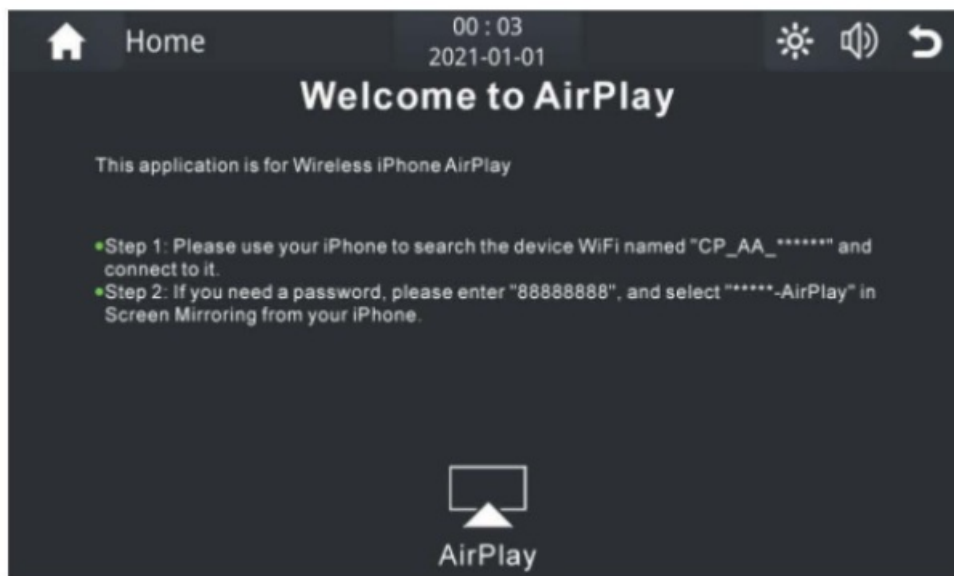 Home
00 : 03
2021-01-01
Welcome to AirPlay
This application is for Wireless iPhone AirPlay
•Step 1: Please use your iPhone to search the device WiFi named "CP_AA_******" and
connect to it.
•Step 2: If you need a password, please enter "88888888", and select "*****-AirPlay" in
Screen Mirroring from your iPhone.
AirPlay